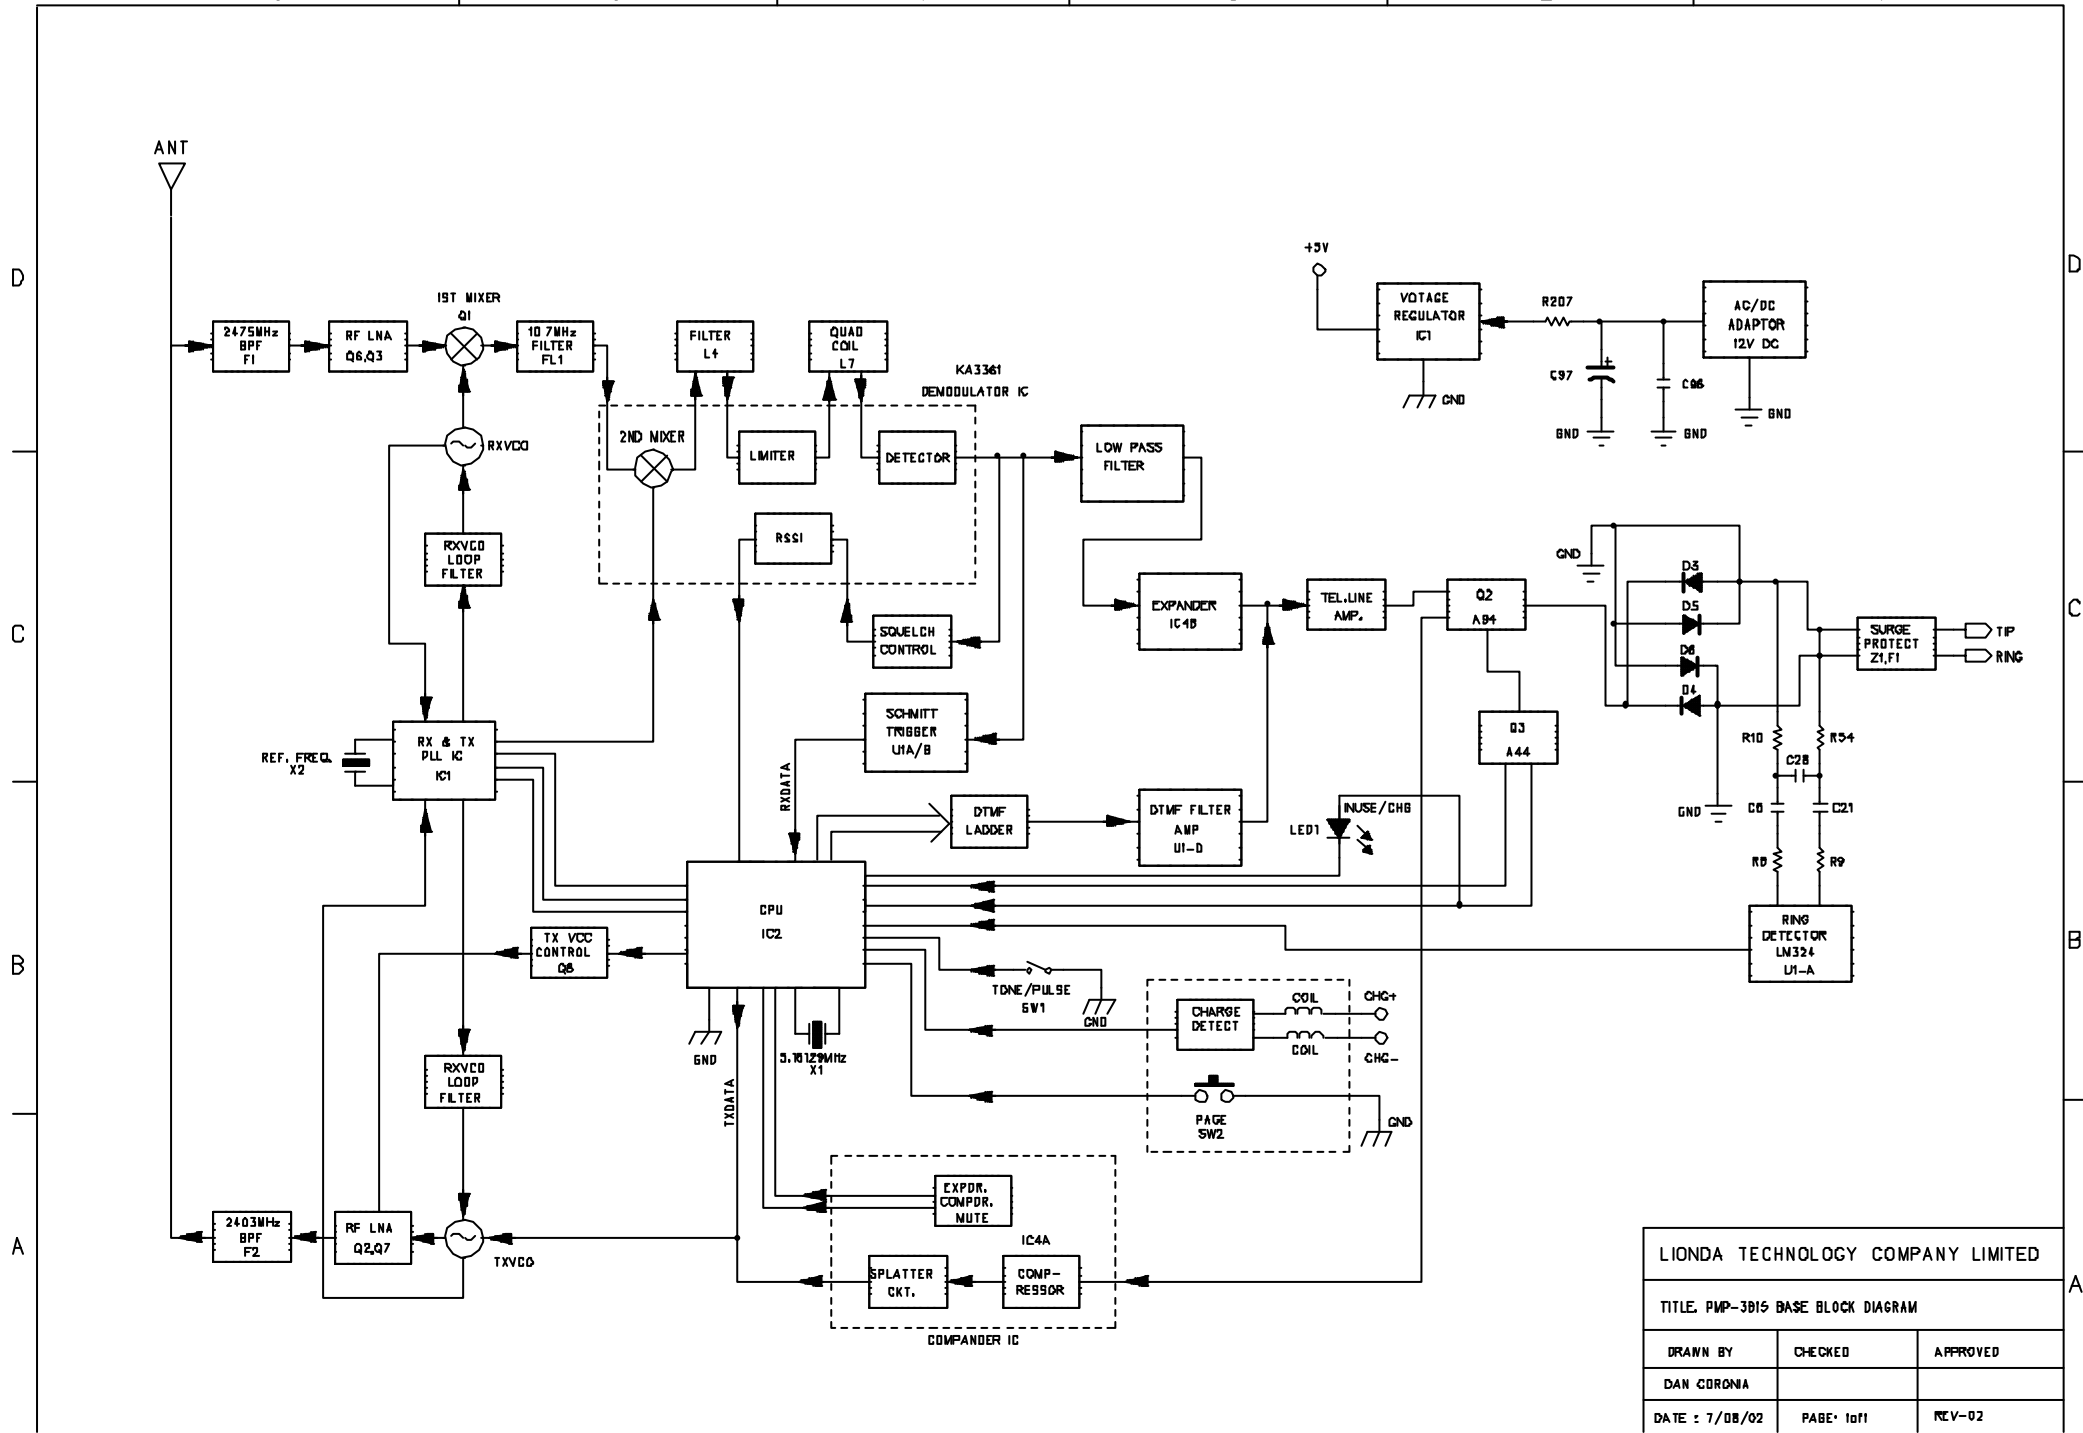 ANT
D
D
C
C
B
B
A
A
2475MHz
BPF
F1
RF LNA
Q6,Q3
1ST MIXER
Q1
10.7MHz
FILTER
FL1
FILTER
L4
QUAD
COIL
L7
KA3361
DEMODULATOR IC
2ND MIXER
LIMITER
DETECTOR
RSSI
RXVCO
RXVCO
LOOP
FILTER
LOW PASS
FILTER
+5V
VOTAGE
REGULATOR
IC1
GND
R207
C97
GND
GND
AC/DC
ADAPTOR
12V DC
GND
SQUELCH
CONTROL
SCHMITT
TRIGGER
U1A/B
EXPANDER
IC4B
TEL.LINE
AMP.
Q2
A94
Q3
A44
GND
D3
D5
D6
D4
GND
SURGE
PROTECT
Z1,F1
TIP
RING
R10
R54
C28
C21
R9
RING
DETECTOR
LM324
U1-A
REF. FREQ.
X2
RX & TX
PLL IC
IC1
RXDATA
DTMF
LADDER
DTMF FILTER
AMP
U1-D
LED1
INUSE/CHG
CPU
IC2
TX VCC
CONTROL
Q8
GND
X1
TXDATA
TONE/PULSE
SW1
GND
CHARGE
DETECT
COIL
COIL
CHG+
CHG-
PAGE
SW2
GND
RXVCO
LOOP
FILTER
EXPDR.
COMPDR.
MUTE
IC4A
SPLATTER
CKT.
COMP-
RESSOR
COMPANDER IC
2403MHz
BPF
F2
RF LNA
Q2,Q7
TXVCO
LIONDA TECHNOLOGY COMPANY LIMITED
TITLE. PMP-3815 BASE BLOCK DIAGRAM
DRAWN BY
CHECKED
APPROVED
DAN CORONIA
DATE : 7/08/02
PAGE: 1of1
REV-02